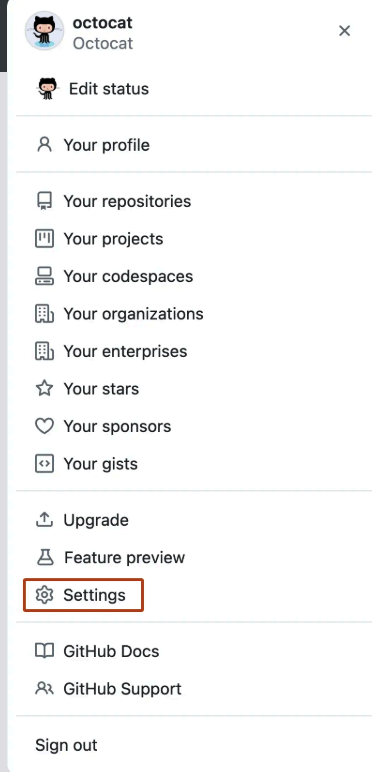 octocat
Octocat
Edit status
Your profile
Your repositories
Your projects
Your codespaces
Your organizations
Your enterprises
Your stars
Your sponsors
Your gists
Upgrade
Feature preview
Settings
GitHub Docs
GitHub Support
Sign out